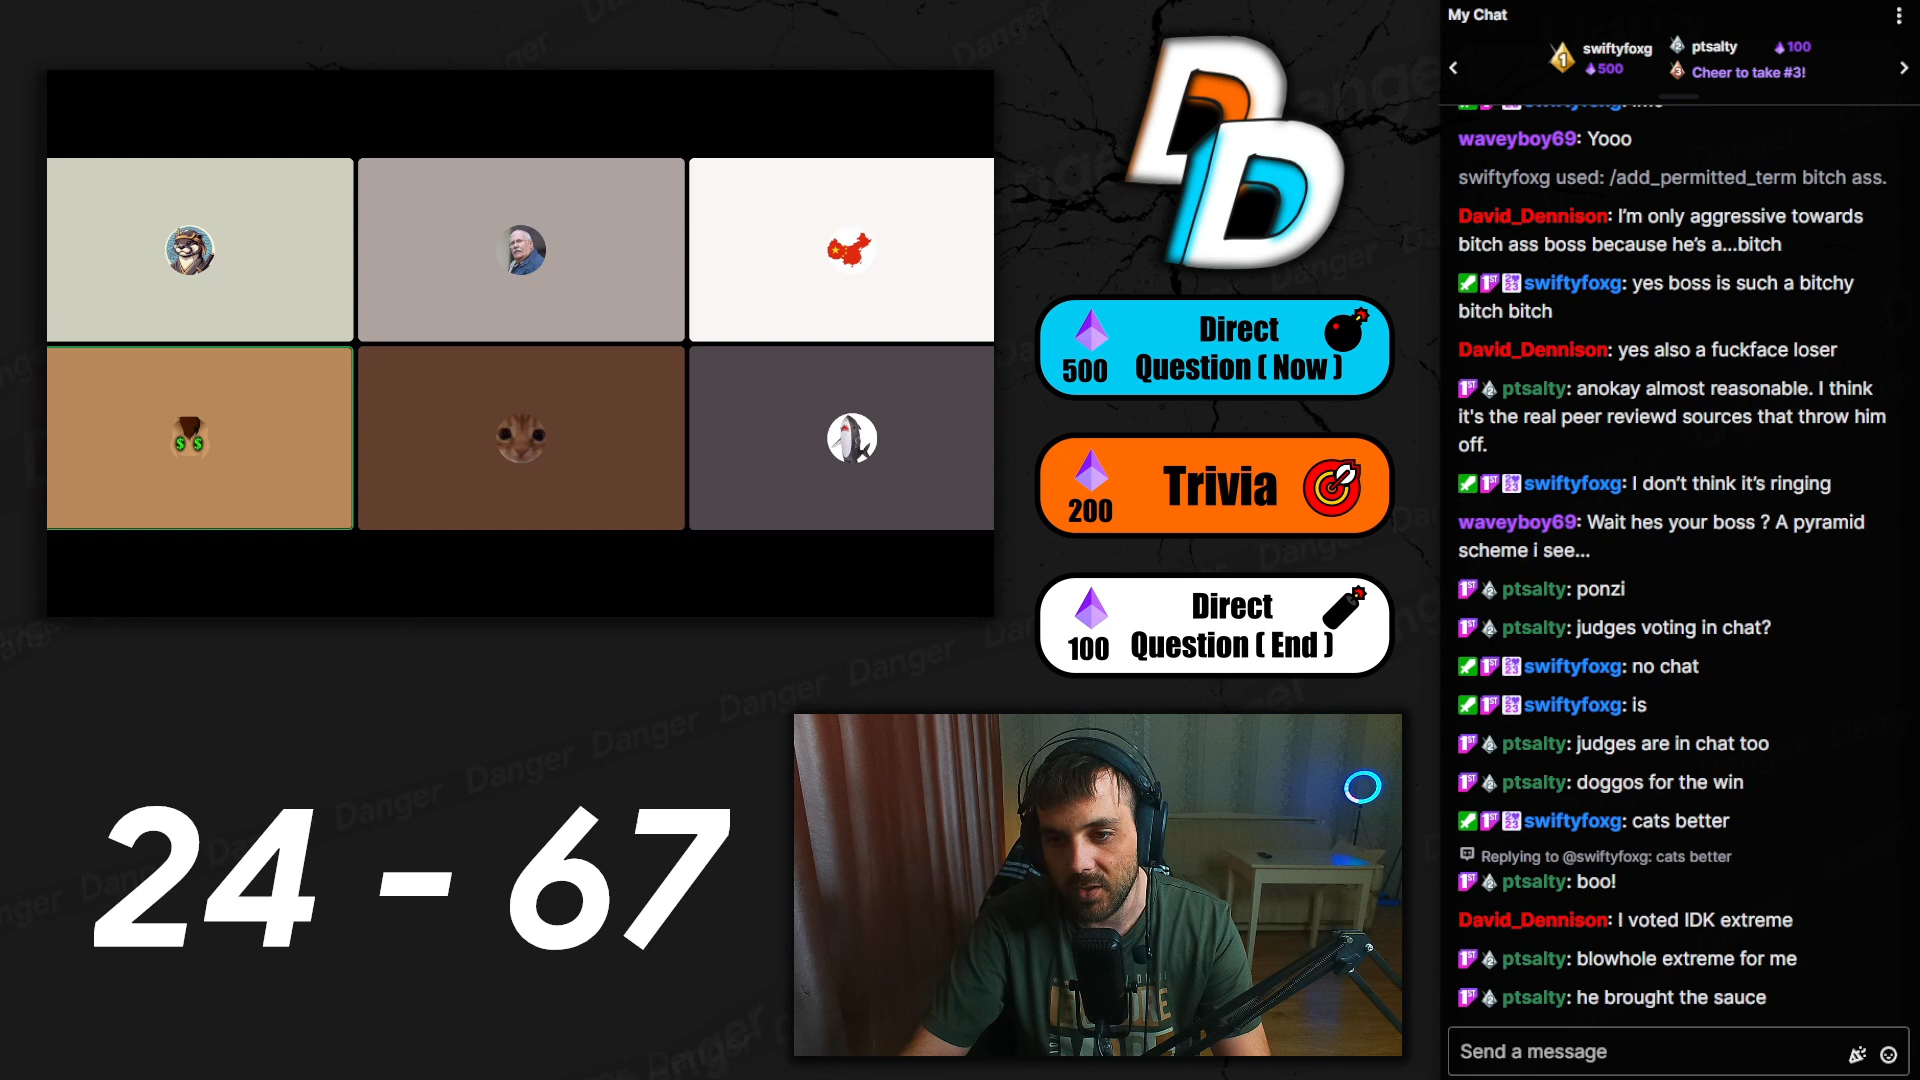 My Chat
swiftyfoxg
500
ptsalty
100
Cheer to take #3!
waveyboy69: Yooo
swiftyfoxg used: /add_permitted_term bitch ass.
David_Dennison: I'm only aggressive towards
bitch ass boss because he's a...bitch
swiftyfoxg: yes boss is such a bitchy
bitch bitch
David_Dennison: yes also a fuckface loser
ptsalty: anokay almost reasonable. I think
it's the real peer reviewd sources that throw him
off.
swiftyfoxg: I don't think it's ringing
waveyboy69: Wait hes your boss ? A pyramid
scheme i see...
ptsalty: ponzi
ptsalty: judges voting in chat?
swiftyfoxg: no chat
swiftyfoxg: is
ptsalty: judges are in chat too
ptsalty: doggos for the win
swiftyfoxg: cats better
Replying to @swiftyfoxg: cats better
ptsalty: boo!
David_Dennison: I voted IDK extreme
ptsalty: blowhole extreme for me
ptsalty: he brought the sauce
Send a message
DD
500
Direct
Question ( Now )
200
Trivia
100
Direct
Question ( End )
24 - 67
Danger Danger Danger Danger Danger